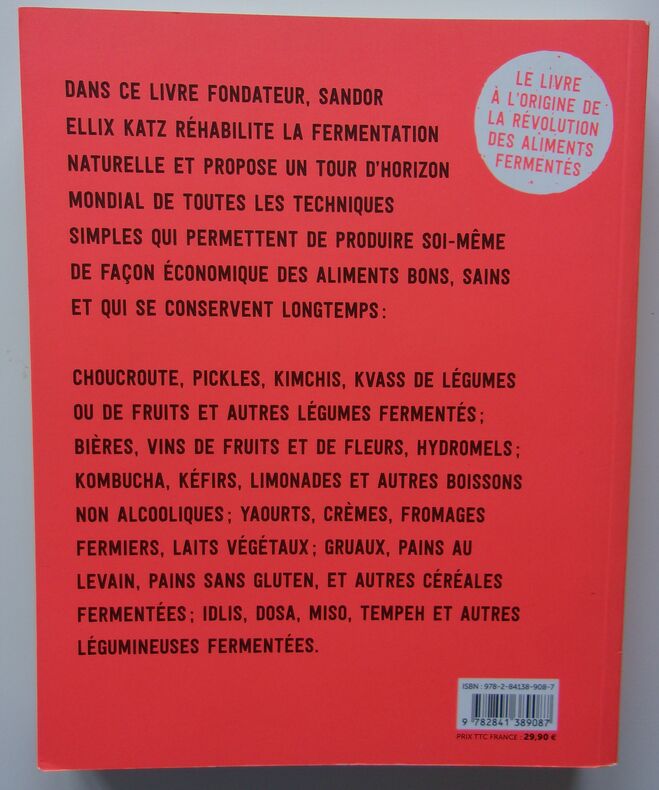 DANS CE LIVRE FONDATEUR, SANDOR
ELLIX KATZ RÉHABILITE LA FERMENTATION
NATURELLE ET PROPOSE UN TOUR D'HORIZON
MONDIAL DE TOUTES LES TECHNIQUES
SIMPLES QUI PERMETTENT DE PRODUIRE SOI-MÊME
DE FAÇON ÉCONOMIQUE DES ALIMENTS BONS, SAINS
ET QUI SE CONSERVENT LONGTEMPS :
LE LIVRE
À L'ORIGINE DE
LA RÉVOLUTION
DES ALIMENTS
FERMENTÉS
CHOUCROUTE, PICKLES, KIMCHIS, KVASS DE LÉGUMES
OU DE FRUITS ET AUTRES LÉGUMES FERMENTÉS ;
BIÈRES, VINS DE FRUITS ET DE FLEURS, HYDROMELS ;
KOMBUCHA, KÉFIRS, LIMONADES ET AUTRES BOISSONS
NON ALCOOLIQUES ; YAOURTS, CRÈMES, FROMAGES
FERMIERS, LAITS VÉGÉTAUX ; GRUAUX, PAINS AU
LEVAIN, PAINS SANS GLUTEN, ET AUTRES CÉRÉALES
FERMENTÉES ; IDLIS, DOSA, MISO, TEMPEH ET AUTRES
LÉGUMINEUSES FERMENTÉES.
ISBN : 978-2-84138-908-7
9 782841 389087
PRIX TTC FRANCE : 29,90 €